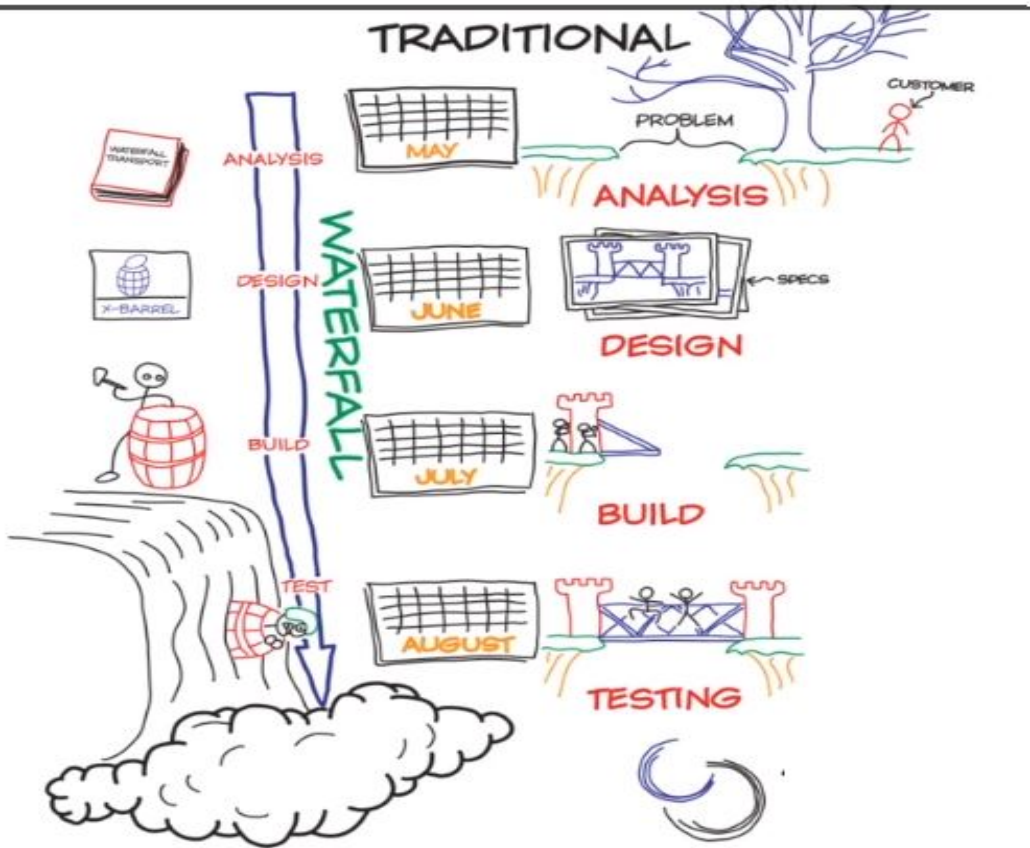 TRADITIONAL
CUSTOMER
PROBLEM
WATERFALL
TRANSPORT
ANALYSIS
MAY
ANALYSIS
WATERFALL
X-BARREL
DESIGN
JUNE
SPECS
DESIGN
BUILD
JULY
BUILD
TEST
AUGUST
TESTING